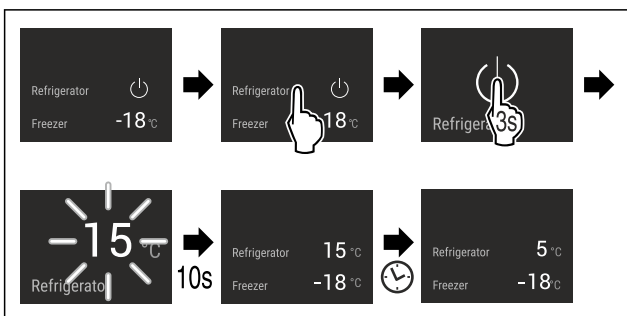 Refrigerator
Freezer -18 °C
Refrigerator
Freezer 18 °C
Refrigera 3s
15 °C
Refrigerato
10s
Refrigerator 15 °C
Freezer -18 °C
Refrigerator 5 °C
Freezer -18 °C